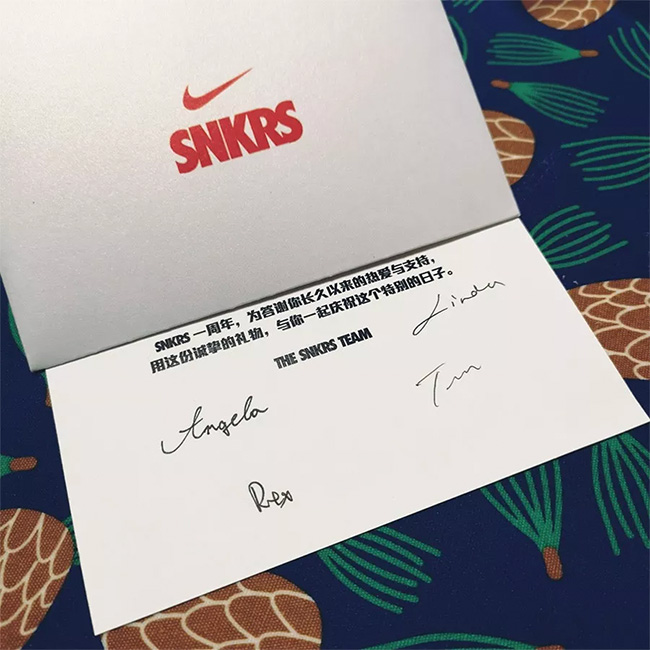 SNKRS
SNKRS 一周年，为答谢你长久以来的热爱与支持，
用这份诚挚的礼物，与你一起庆祝这个特别的日子。
THE SNKRS TEAM
Linda
Angela
Rex